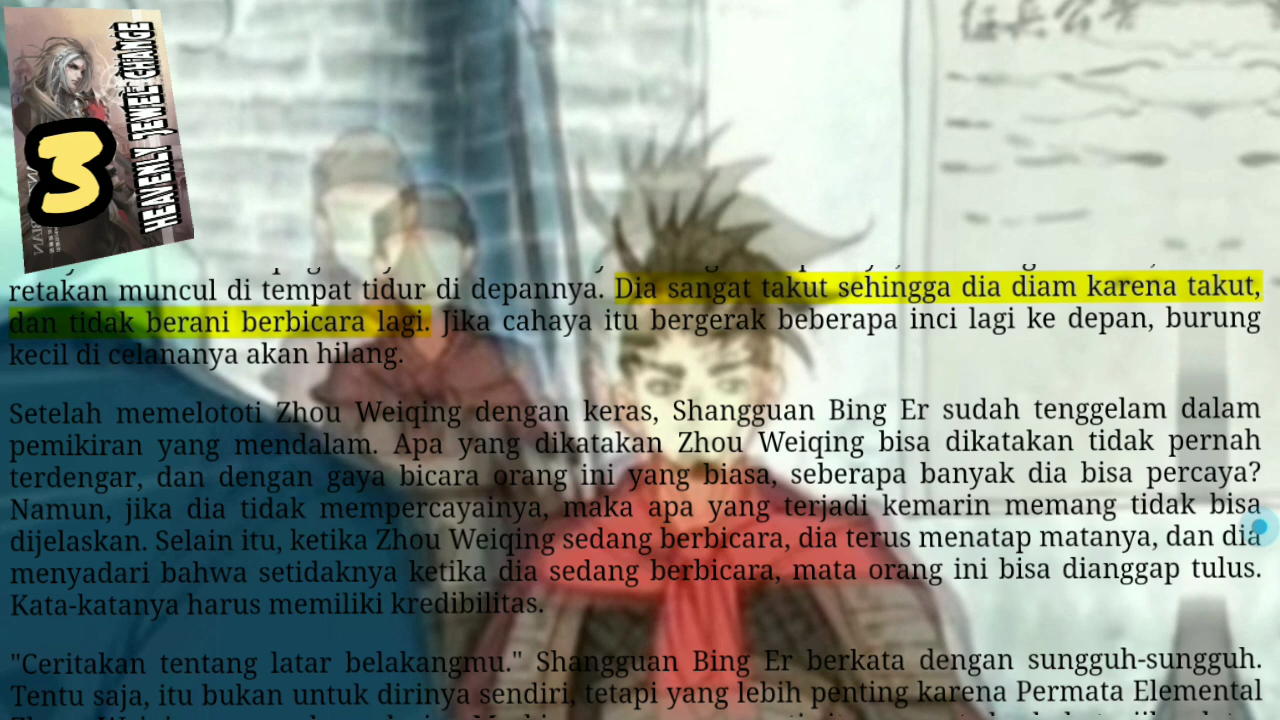 征兵公告
HEAVENLY JEWEL CHANGE
3
retakan muncul di tempat tidur di depannya. Dia sangat takut sehingga dia diam karena takut,
dan tidak berani berbicara lagi. Jika cahaya itu bergerak beberapa inci lagi ke depan, burung
kecil di celananya akan hilang.
Setelah memelototi Zhou Weiqing dengan keras, Shangguan Bing Er sudah tenggelam dalam
pemikiran yang mendalam. Apa yang dikatakan Zhou Weiqing bisa dikatakan tidak pernah
terdengar, dan dengan gaya bicara orang ini yang biasa, seberapa banyak dia bisa percaya?
Namun, jika dia tidak mempercayainya, maka apa yang terjadi kemarin memang tidak bisa
dijelaskan. Selain itu, ketika Zhou Weiqing sedang berbicara, dia terus menatap matanya, dan dia
menyadari bahwa setidaknya ketika dia sedang berbicara, mata orang ini bisa dianggap tulus.
Kata-katanya harus memiliki kredibilitas.
"Ceritakan tentang latar belakangmu." Shangguan Bing Er berkata dengan sungguh-sungguh.
Tentu saja, itu bukan untuk dirinya sendiri, tetapi yang lebih penting karena Permata Elemental